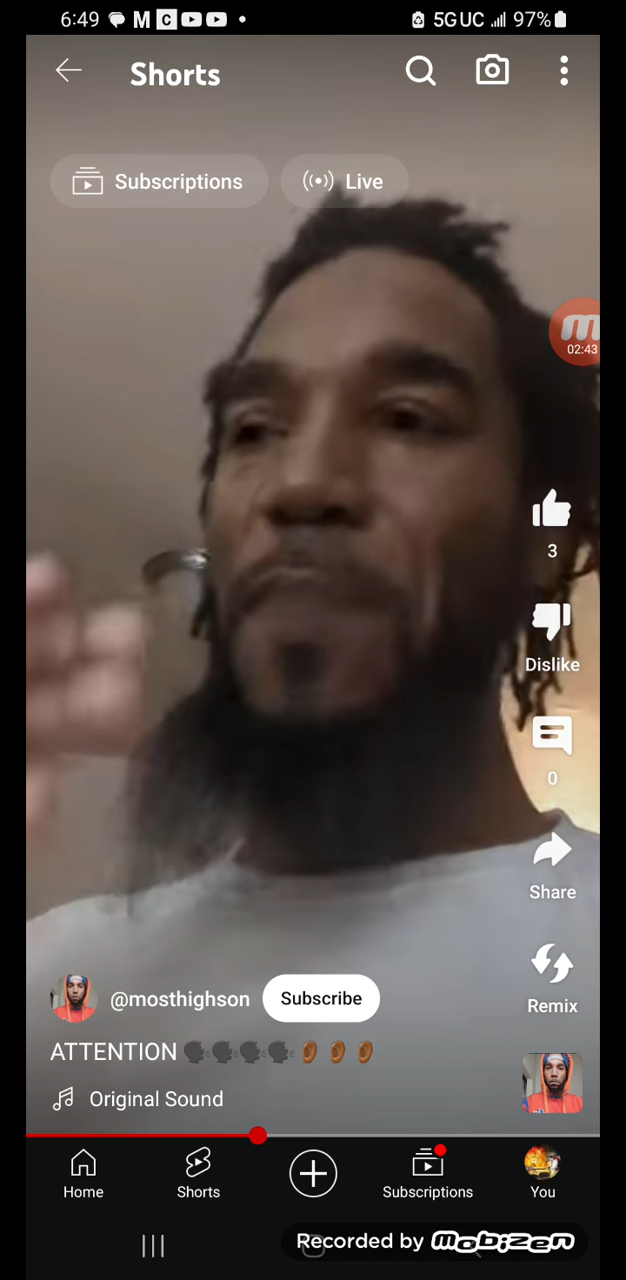 6:49 M C 5G UC 97%
Shorts
Subscriptions Live
m
02:43
3
Dislike
0
Share
@mosthighson Subscribe
Remix
ATTENTION 🗣🗣🗣🗣👂🏾👂🏾👂🏾
Original Sound
Home Shorts Subscriptions You
Recorded by mobizen